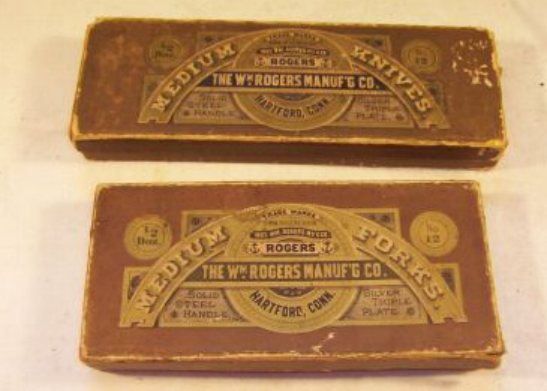 ½ Doz.
MEDIUM KNIVES.
No 12
TRADE MARKS
ROGERS
THE Wᴹ ROGERS MANUF'G CO.
HARTFORD, CONN.
SOLID
STEEL
HANDLE
SILVER
TRIPLE
PLATE
½ Doz.
MEDIUM FORKS.
No 12
TRADE MARKS
ROGERS
THE Wᴹ ROGERS MANUF'G CO.
HARTFORD, CONN
SOLID
STEEL
HANDLE
SILVER
TRIPLE
PLATE